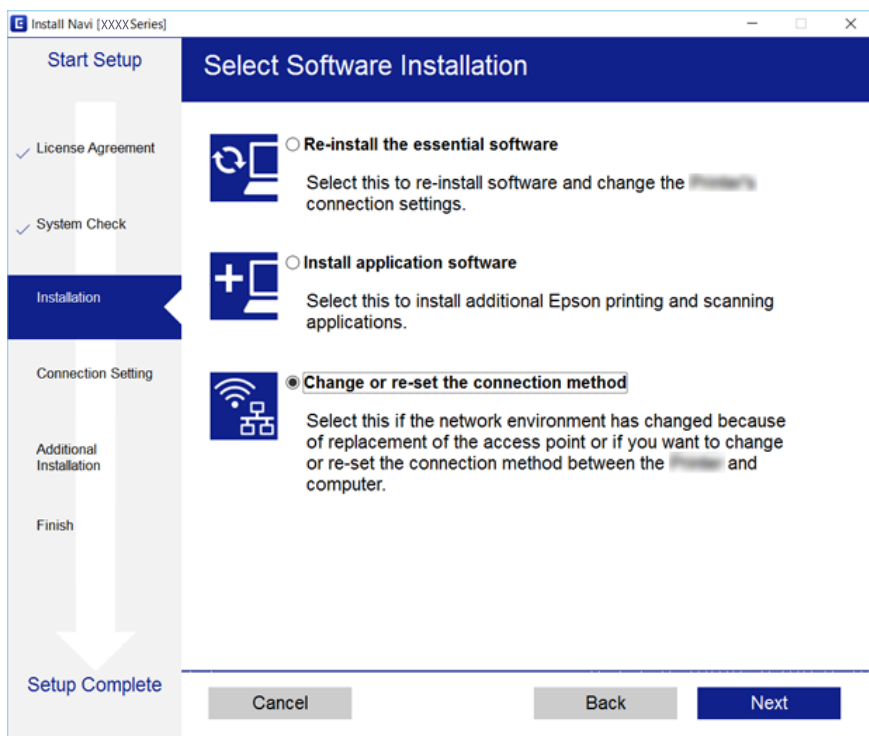 Install Navi [XXXX Series]
Start Setup
Select Software Installation
License Agreement
System Check
Installation
Connection Setting
Additional
Installation
Finish
Setup Complete
Re-install the essential software
Select this to re-install software and change the
connection settings.
Install application software
Select this to install additional Epson printing and scanning
applications.
Change or re-set the connection method
Select this if the network environment has changed because
of replacement of the access point or if you want to change
or re-set the connection method between the and
computer.
Cancel
Back
Next